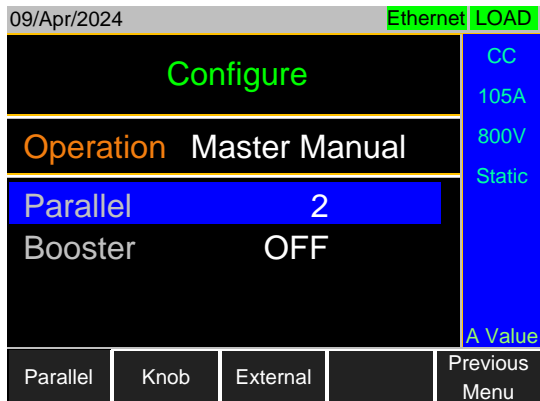 09/Apr/2024 Ethernet LOAD
Configure
CC
105A
Operation Master Manual
800V
Static
Parallel 2
Booster OFF
A Value
Parallel Knob External Previous Menu